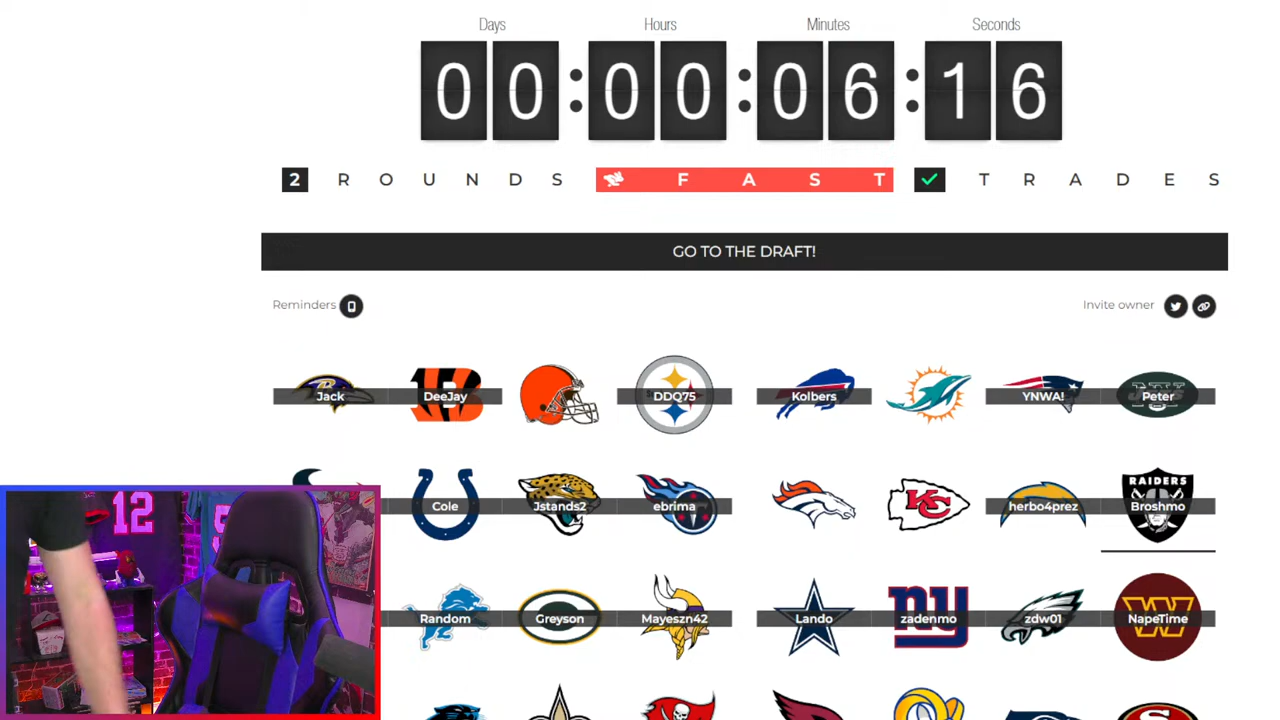 Days Hours Minutes Seconds
00:00:06:16
2 ROUNDS FAST TRADES
GO TO THE DRAFT!
Reminders Invite owner
Jack DeeJay DDQ75 Kolbers YNWA! Peter
RAIDERS
Cole Jstands2 ebrima KC herbo4prez Broshmo
Random Greyson Mayeszn42 Lando zadenmo zdw01 NapeTime
12